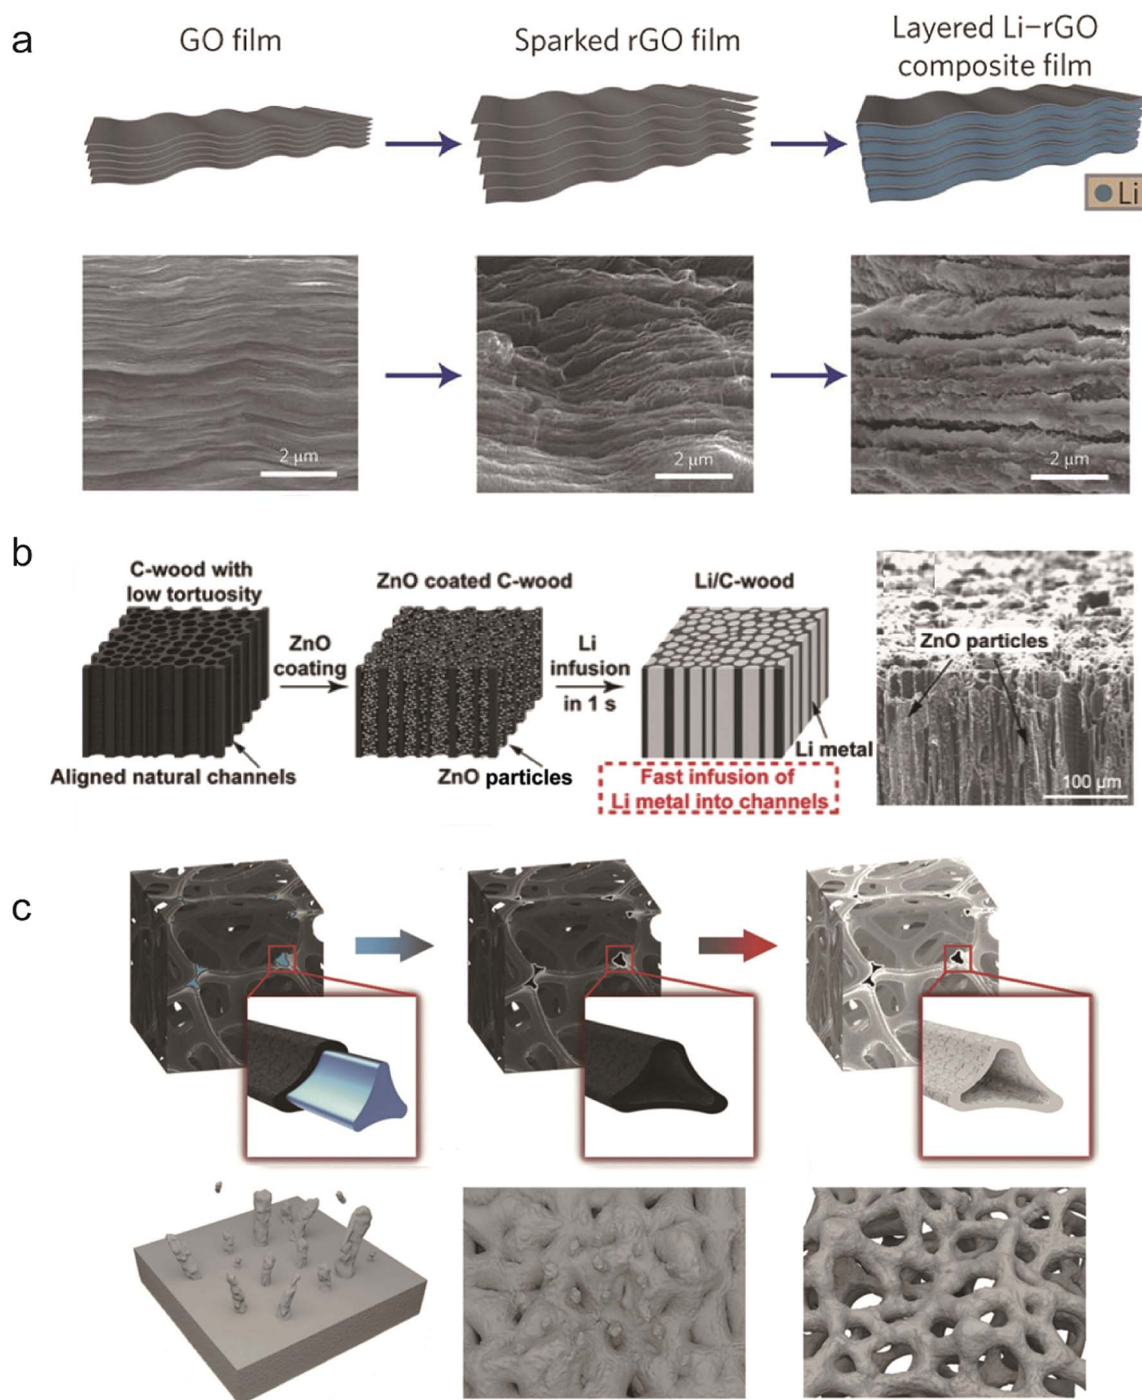 a
GO film
Sparked rGO film
Layered Li–rGO
composite film
Li
2 µm
2 µm
2 µm
b
C-wood with
low tortuosity
ZnO
coating
Aligned natural channels
ZnO coated C-wood
ZnO particles
Li
infusion
in 1 s
Li/C-wood
Li metal
Fast infusion of
Li metal into channels
ZnO particles
100 µm
c